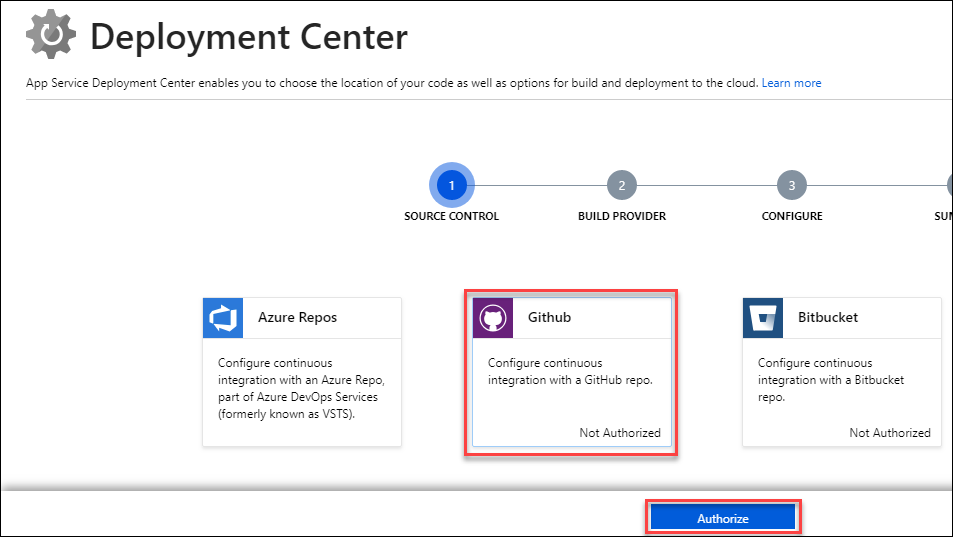 Deployment Center
App Service Deployment Center enables you to choose the location of your code as well as options for build and deployment to the cloud. Learn more
1
2
3
SOURCE CONTROL
BUILD PROVIDER
CONFIGURE
Azure Repos
Configure continuous
integration with an Azure Repo,
part of Azure DevOps Services
(formerly known as VSTS).
Github
Configure continuous
integration with a GitHub repo.
Not Authorized
Bitbucket
Configure continuous
integration with a Bitbucket
repo.
Not Authorized
Authorize